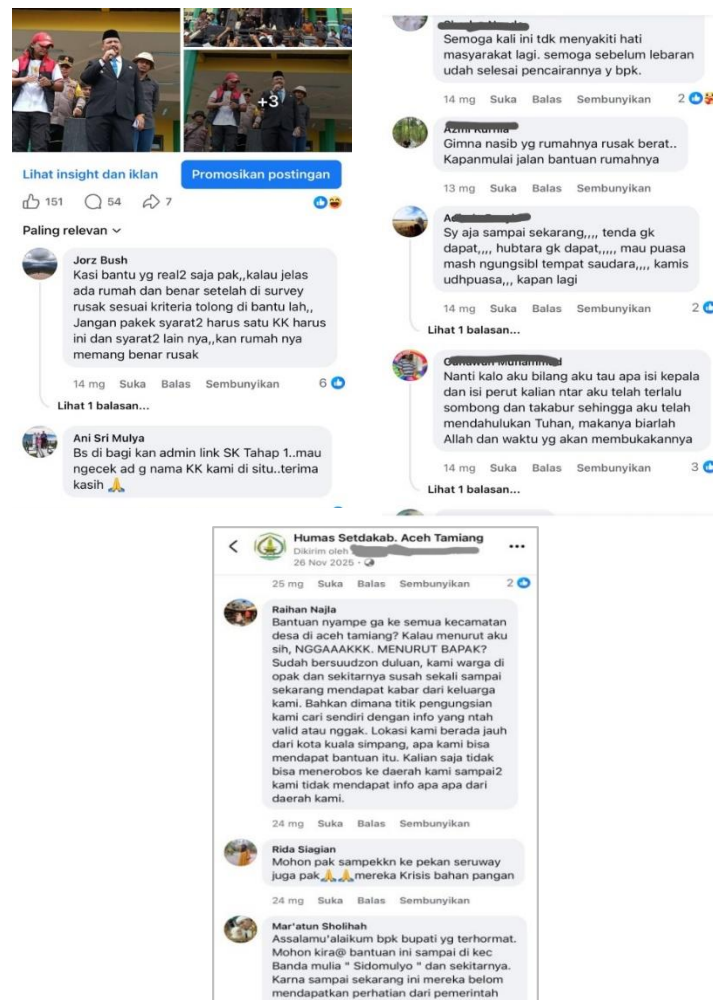 +3
Lihat insight dan iklan
Promosikan postingan
151 54 7
Paling relevan
Jorz Bush
Kasi bantu yg real2 saja pak,,kalau jelas
ada rumah dan benar setelah di survey
rusak sesuai kriteria tolong di bantu lah,,
Jangan pakek syarat2 harus satu KK harus
ini dan syarat2 lain nya,,kan rumah nya
memang benar rusak
14 mg Suka Balas Sembunyikan 6
Lihat 1 balasan...
Ani Sri Mulya
Bs di bagi kan admin link SK Tahap 1..mau
ngecek ad g nama KK kami di situ..terima
kasih 🙏
Semoga kali ini tdk menyakiti hati
masyarakat lagi. semoga sebelum lebaran
udah selesai pencairannya y bpk.
14 mg Suka Balas Sembunyikan 2
Gimna nasib yg rumahnya rusak berat..
Kapanmulai jalan bantuan rumahnya
13 mg Suka Balas Sembunyikan
Sy aja sampai sekarang,,,, tenda gk
dapat,,,, hubtara gk dapat,,,,, mau puasa
mash ngungsibl tempat saudara,,,, kamis
udhpuasa,,,, kapan lagi
14 mg Suka Balas Sembunyikan 2
Lihat 1 balasan...
Nanti kalo aku bilang aku tau apa isi kepala
dan isi perut kalian ntar aku telah terlalu
sombong dan takabur sehingga aku telah
mendahulukan Tuhan, makanya biarlah
Allah dan waktu yg akan membukakannya
14 mg Suka Balas Sembunyikan 3
Lihat 1 balasan...
Humas Setdakab. Aceh Tamiang
Dikirim oleh
26 Nov 2025
25 mg Suka Balas Sembunyikan 2
Raihan Najla
Bantuan nyampe ga ke semua kecamatan
desa di aceh tamiang? Kalau menurut aku
sih, NGGAAAKKK. MENURUT BAPAK?
Sudah bersuudzon duluan, kami warga di
opak dan sekitarnya susah sekali sampai
sekarang mendapat kabar dari keluarga
kami. Bahkan dimana titik pengungsian
kami cari sendiri dengan info yang ntah
valid atau nggak. Lokasi kami berada jauh
dari kota kuala simpang, apa kami bisa
mendapat bantuan itu. Kalian saja tidak
bisa menerobos ke daerah kami sampai2
kami tidak mendapat info apa apa dari
daerah kami.
24 mg Suka Balas Sembunyikan
Rida Siagian
Mohon pak sampekkn ke pekan seruway
juga pak🙏🙏mereka Krisis bahan pangan
24 mg Suka Balas Sembunyikan
Mar'atun Sholihah
Assalamu'alaikum bpk bupati yg terhormat.
Mohon kira@ bantuan ini sampai di kec
Banda mulia " Sidomulyo " dan sekitarnya.
Karna sampai sekarang ini mereka belom
mendapatkan perhatian dari pemerintah